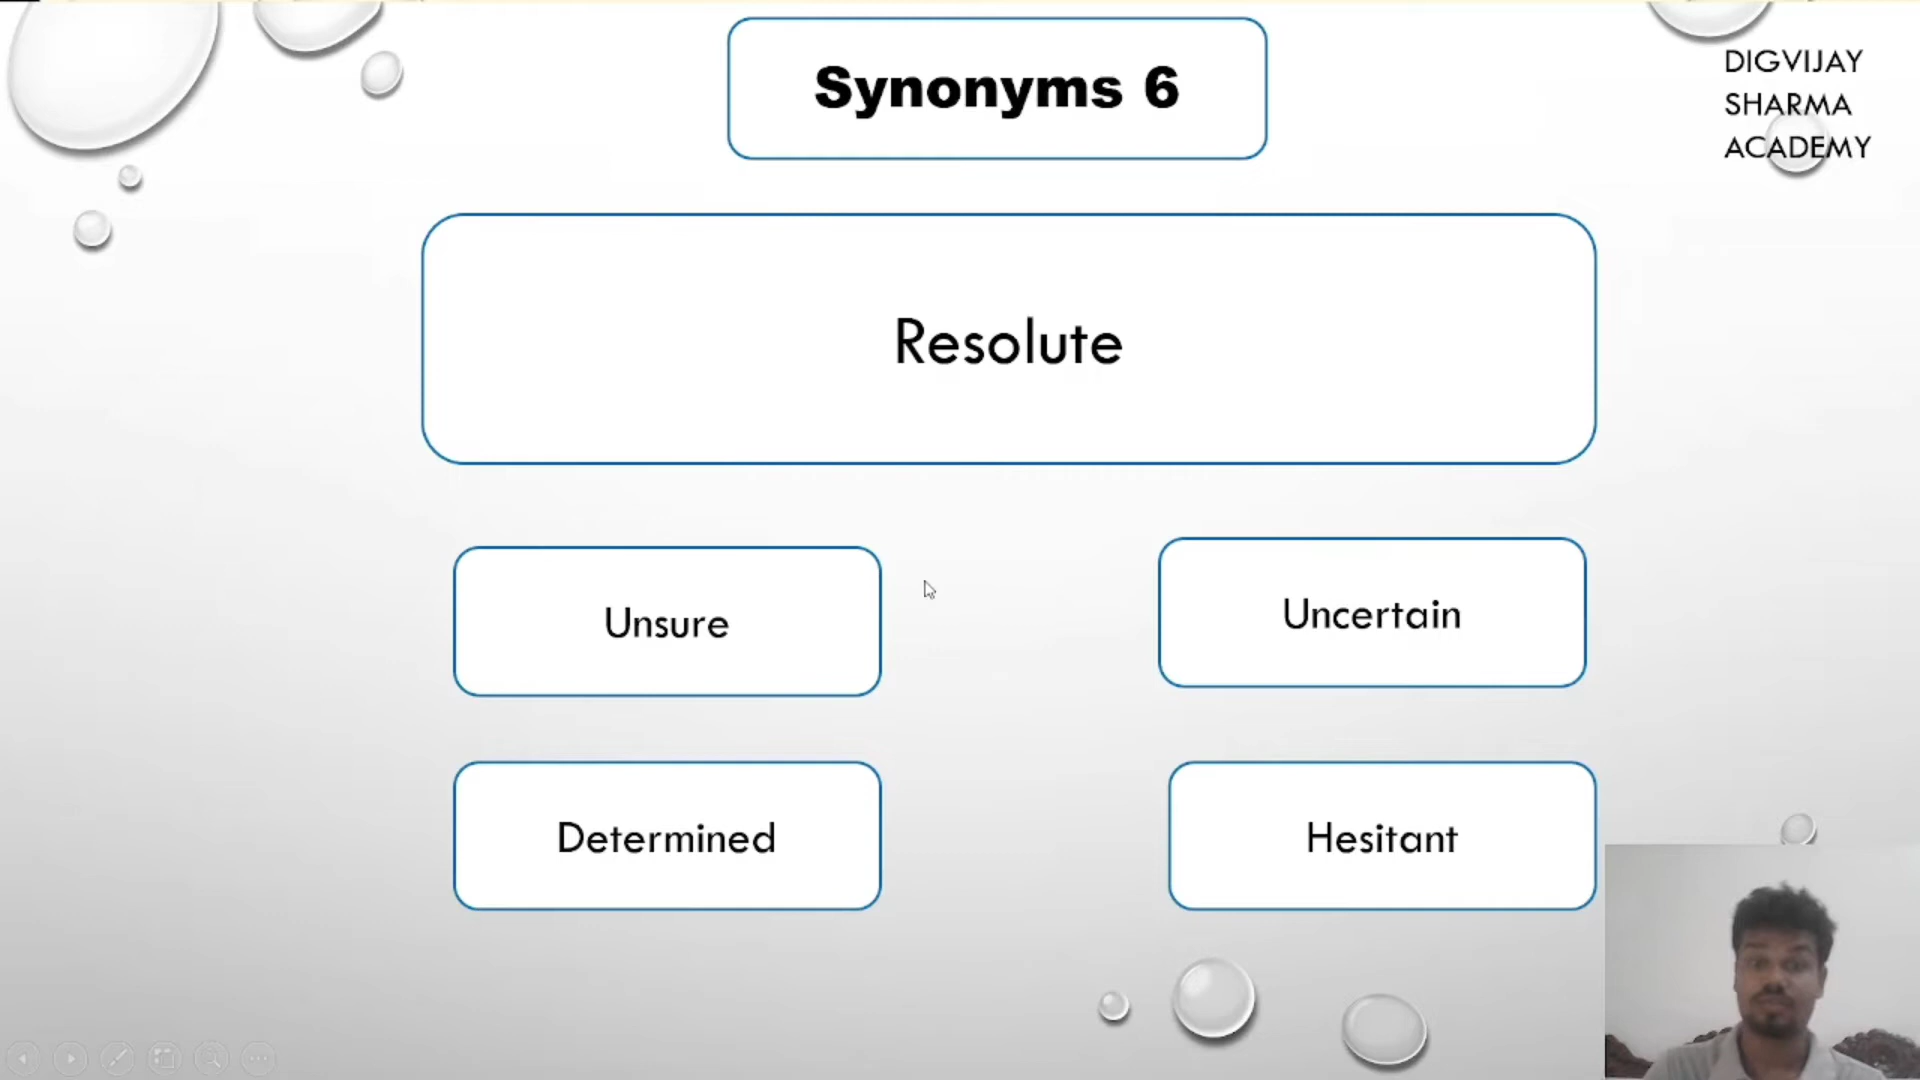 Synonyms 6
DIGVIJAY
SHARMA
ACADEMY
Resolute
Unsure
Uncertain
Determined
Hesitant